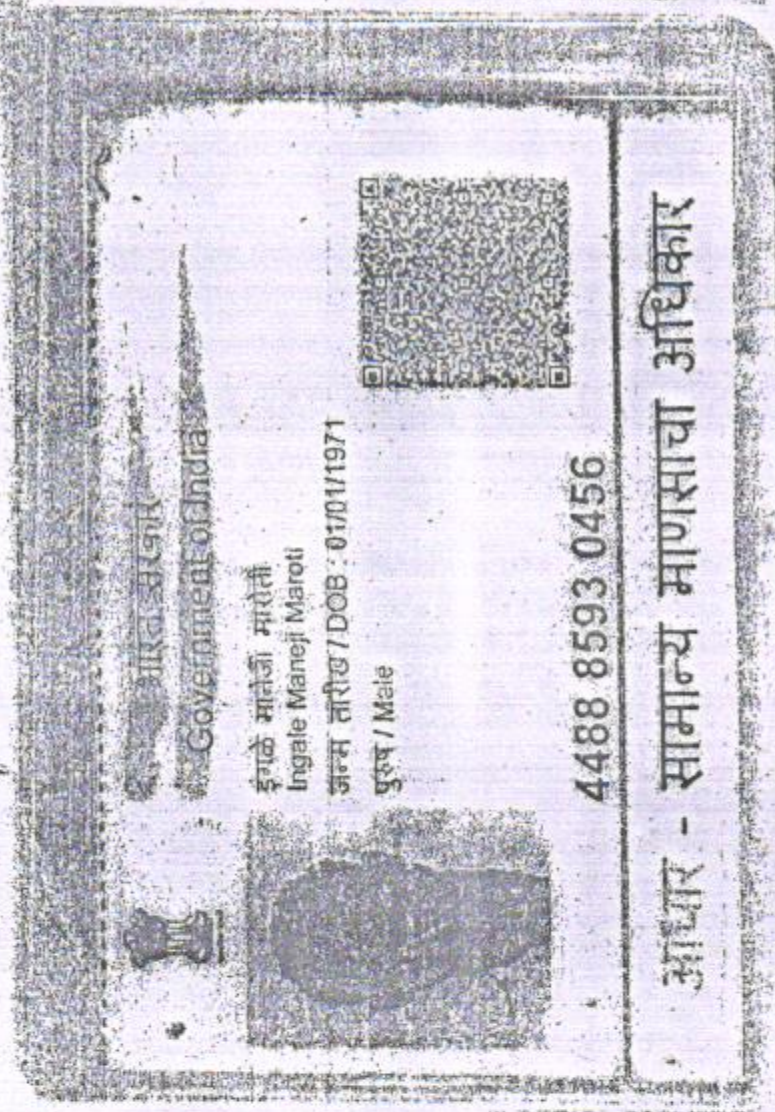 भारत सरकार
Government of India
इंगळे मानेजी मारोती
Ingale Maneji Maroti
जन्म तारीख / DOB : 01/01/1971
पुरुष / Male
4488 8593 0456
आधार - सामान्य माणसाचा अधिकार